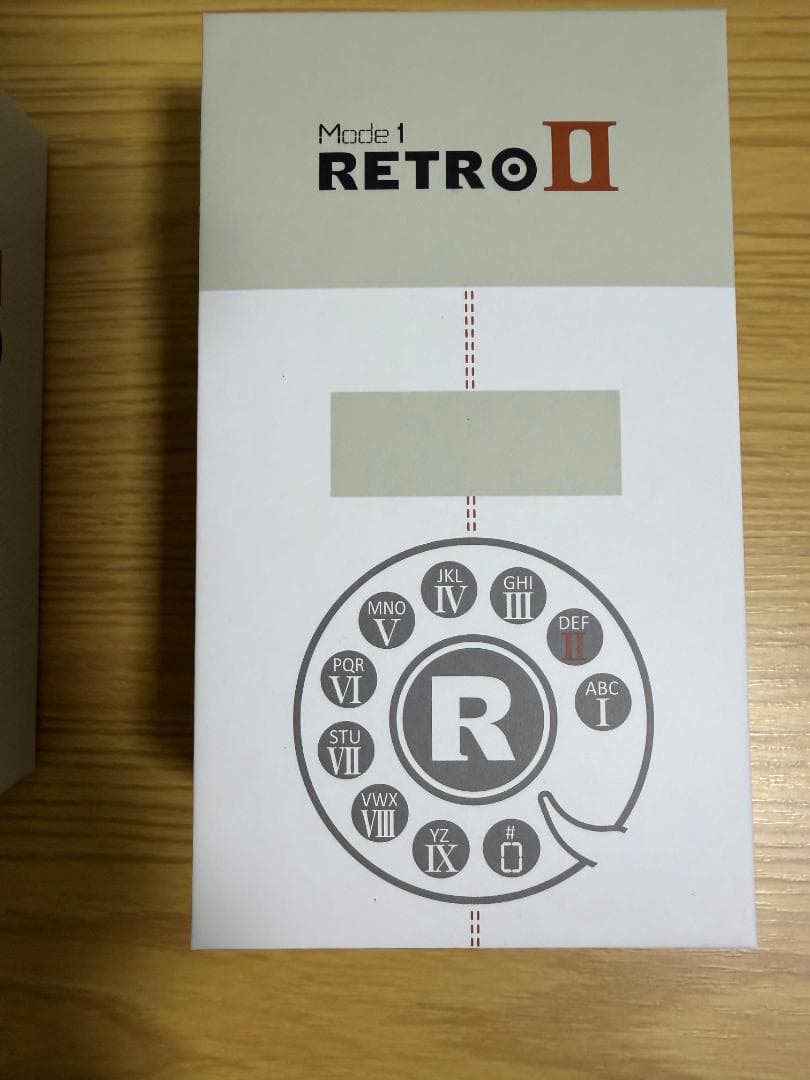 Mode 1
RETRO II
JKL
IV
GHI
III
MNO
V
DEF
II
PQR
VI
ABC
I
R
STU
VII
VWX
VIII
YZ
IX
#
0